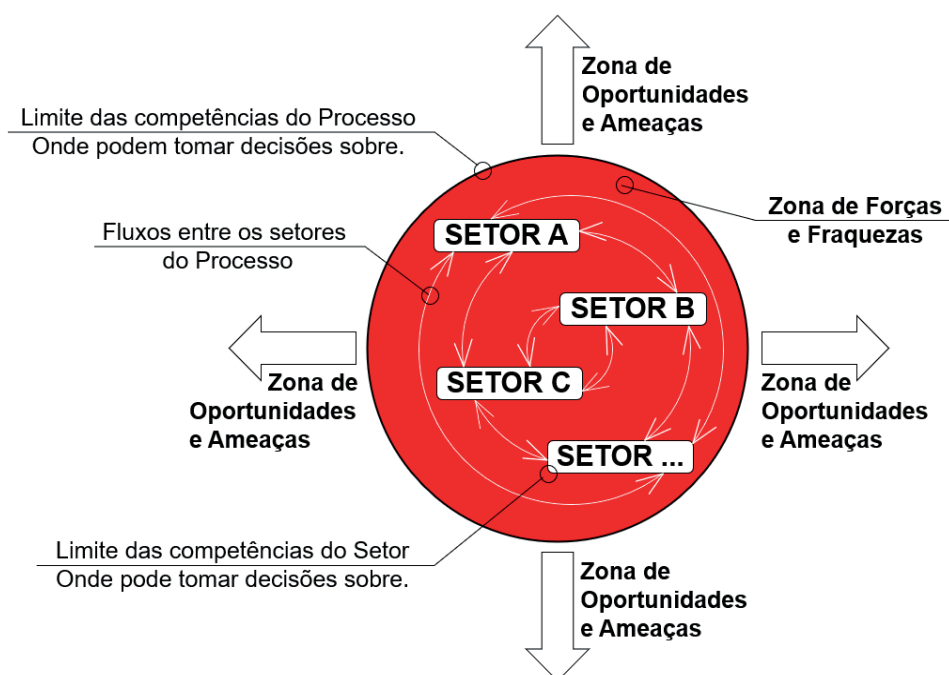 Zona de
Oportunidades
e Ameaças
Limite das competências do Processo
Onde podem tomar decisões sobre.
Zona de Forças
e Fraquezas
Fluxos entre os setores
do Processo
SETOR A
SETOR B
SETOR C
SETOR ...
Zona de
Oportunidades
e Ameaças
Zona de
Oportunidades
e Ameaças
Limite das competências do Setor
Onde pode tomar decisões sobre.
Zona de
Oportunidades
e Ameaças